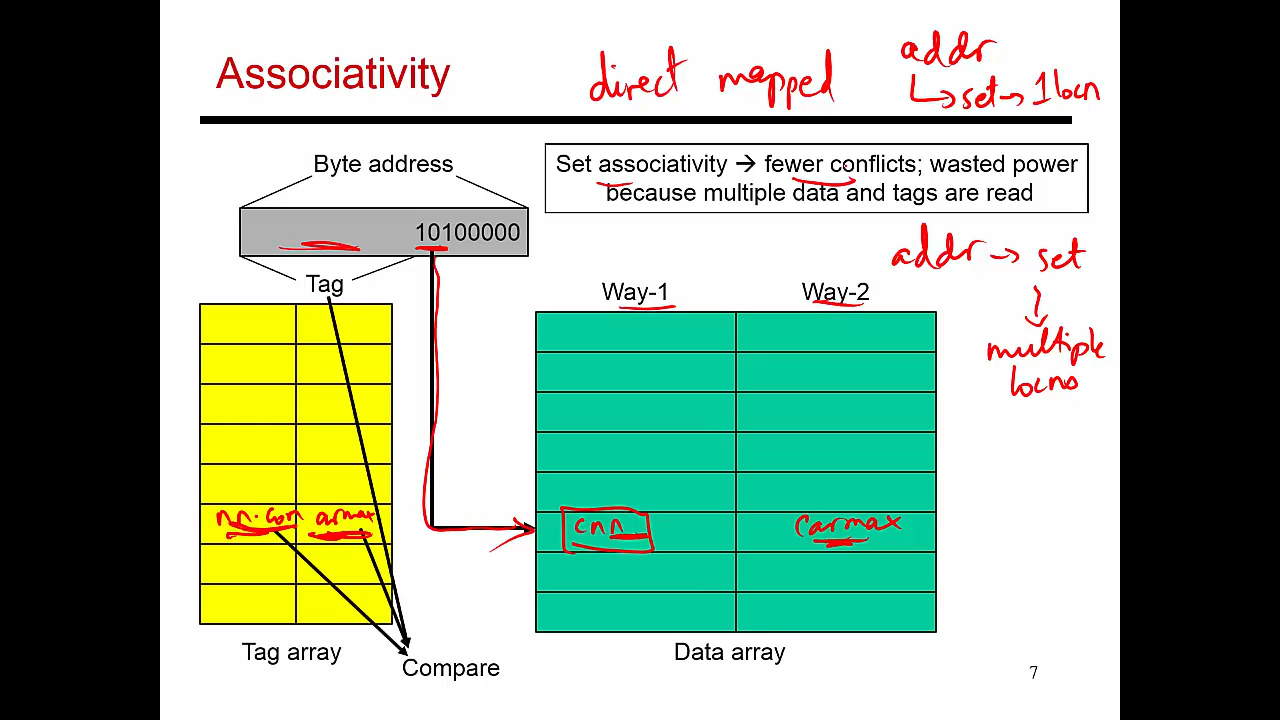 Associativity
direct mapped
addr
↳ set → 1 locn
Byte address
Set associativity → fewer conflicts; wasted power
because multiple data and tags are read
10100000
addr → set
Tag
Way-1
Way-2
multiple
locns
nn.com
armax
cnn
carmax
Tag array
Compare
Data array
7